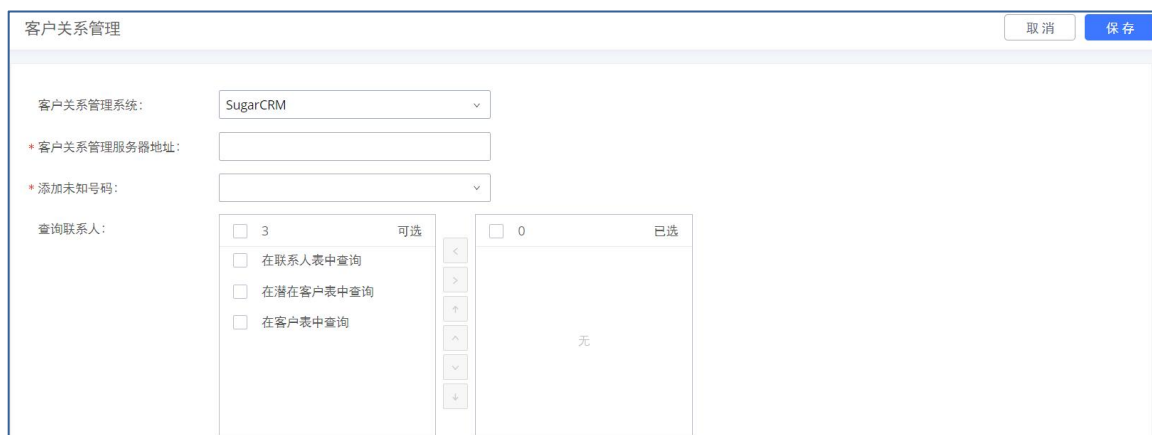 客户关系管理
取消
保存
客户关系管理系统：
SugarCRM
* 客户关系管理服务器地址：
* 添加未知号码：
查询联系人：
3 可选
0 已选
在联系人表中查询
在潜在客户表中查询
在客户表中查询
无